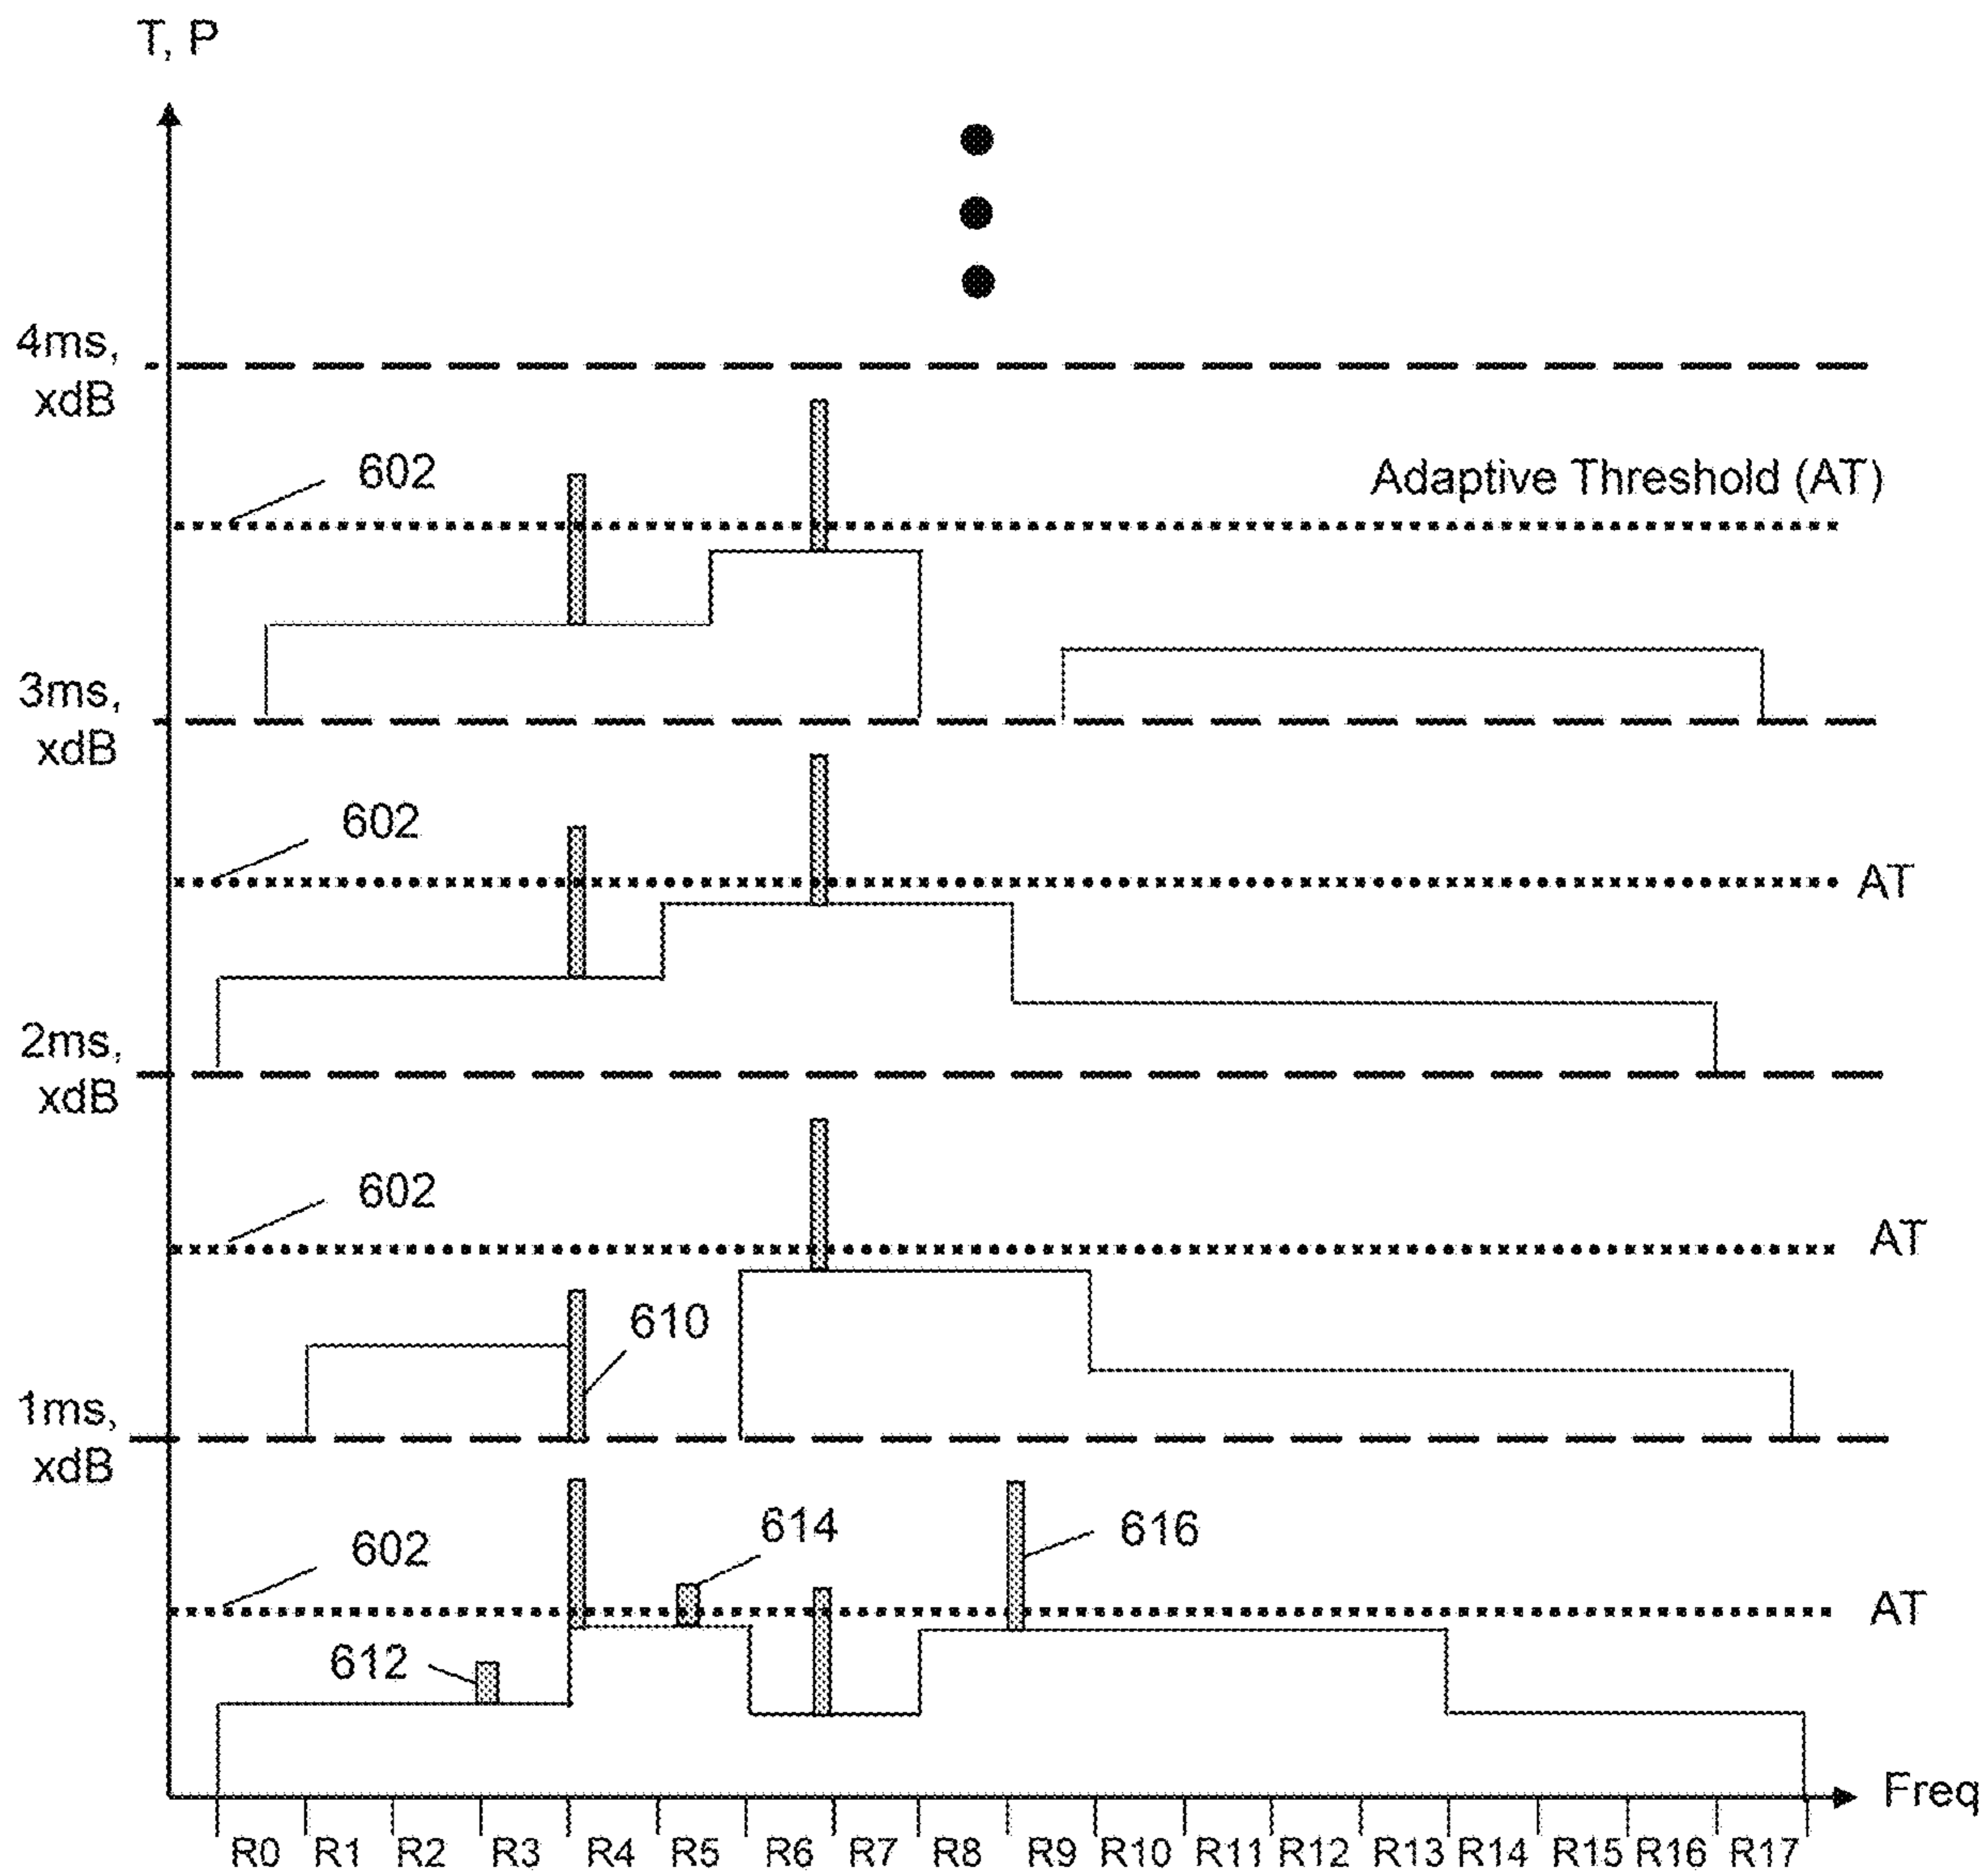 T, P
4ms,
xdB
602
Adaptive Threshold (AT)
3ms,
xdB
602
AT
2ms,
xdB
602
AT
610
1ms,
xdB
614
616
602
AT
612
Freq
R0 R1 R2 R3 R4 R5 R6 R7 R8 R9 R10 R11 R12 R13 R14 R15 R16 R17